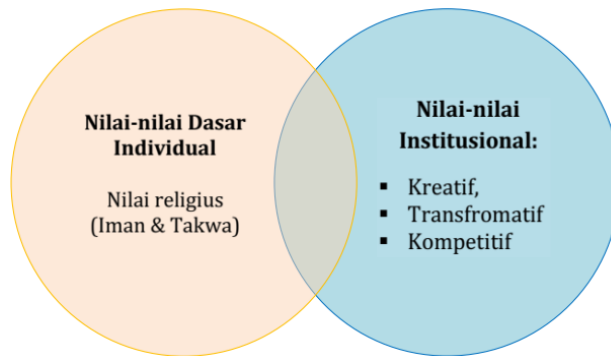 Nilai-nilai Dasar
Individual
Nilai religius
(Iman & Takwa)
Nilai-nilai
Institusional:
▪ Kreatif,
▪ Transfromatif
▪ Kompetitif